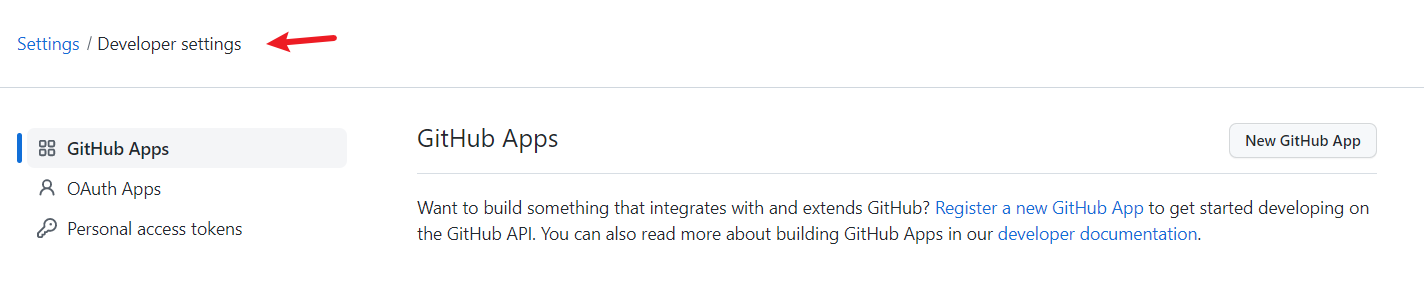 Settings / Developer settings
GitHub Apps
OAuth Apps
Personal access tokens
GitHub Apps
New GitHub App
Want to build something that integrates with and extends GitHub? Register a new GitHub App to get started developing on
the GitHub API. You can also read more about building GitHub Apps in our developer documentation.